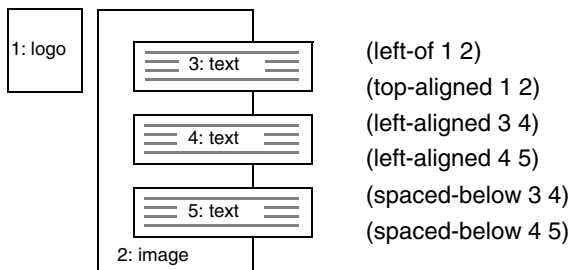 1: logo
3: text
4: text
5: text
2: image
(left-of 1 2)
(top-aligned 1 2)
(left-aligned 3 4)
(left-aligned 4 5)
(spaced-below 3 4)
(spaced-below 4 5)